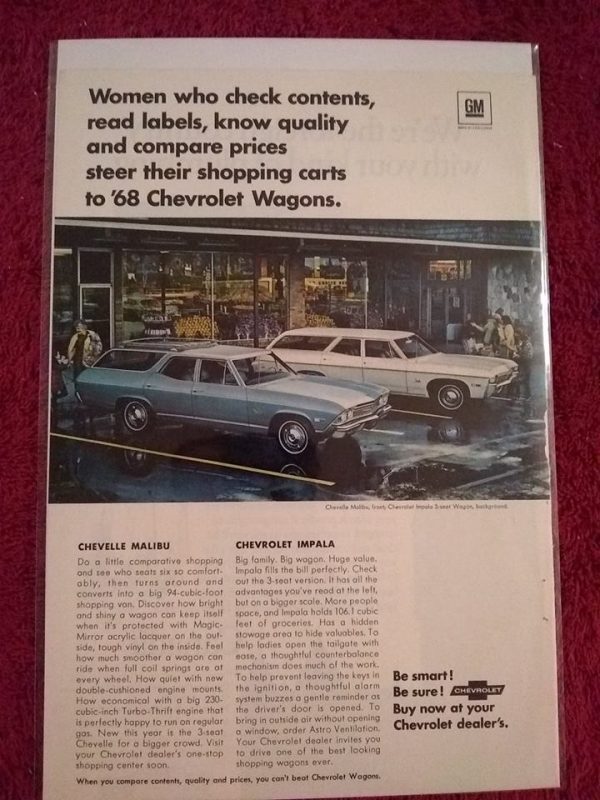 Women who check contents,
read labels, know quality
and compare prices
steer their shopping carts
to '68 Chevrolet Wagons.
GM
Chevelle Malibu, front; Chevrolet Impala 3-seat Wagon, background.
CHEVELLE MALIBU
Do a little comparative shopping
and see who seats six so comfort-
ably, then turns around and
converts into a big 94-cubic-foot
shopping van. Discover how bright
and shiny a wagon can keep itself
when it's protected with Magic-
Mirror acrylic lacquer on the out-
side, tough vinyl on the inside. Feel
how much smoother a wagon can
ride when full coil springs are at
every wheel. How quiet with new
double-cushioned engine mounts.
How economical with a big 230-
cubic-inch Turbo-Thrift engine that
is perfectly happy to run on regular
gas. New this year is the 3-seat
Chevelle for a bigger crowd. Visit
your Chevrolet dealer's one-stop
shopping center soon.
CHEVROLET IMPALA
Big family. Big wagon. Huge value.
Impala fills the bill perfectly. Check
out the 3-seat version. It has all the
advantages you've read at the left,
but on a bigger scale. More people
space, and Impala holds 106.1 cubic
feet of groceries. Has a hidden
stowage area to hide valuables. To
help ladies open the tailgate with
ease, a thoughtful counterbalance
mechanism does much of the work.
To help prevent leaving the keys in
the ignition, a thoughtful alarm
system buzzes a gentle reminder as
the driver's door is opened. To
bring in outside air without opening
a window, order Astro Ventilation.
Your Chevrolet dealer invites you
to drive one of the best looking
shopping wagons ever.
Be smart!
Be sure! CHEVROLET
Buy now at your
Chevrolet dealer's.
When you compare contents, quality and prices, you can't beat Chevrolet Wagons.